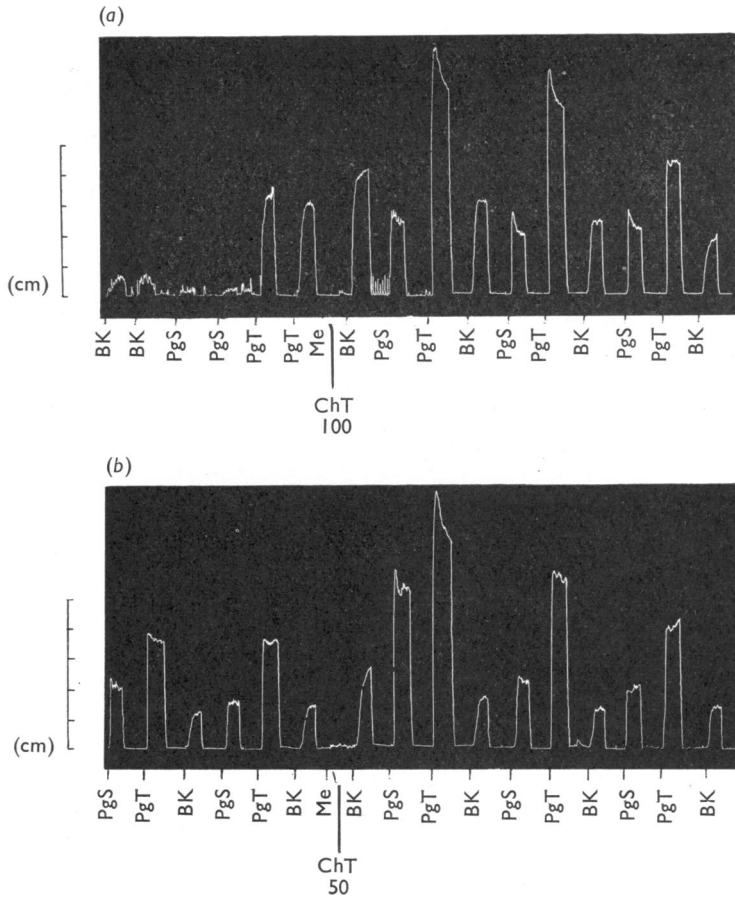 (a)
(cm)
BK BK PgS PgS PgT PgT Me BK PgS PgT BK PgS PgT BK PgS PgT BK
ChT
100
(b)
(cm)
PgS PgT BK PgS PgT BK Me BK PgS PgT BK PgS PgT BK PgS PgT BK
ChT
50